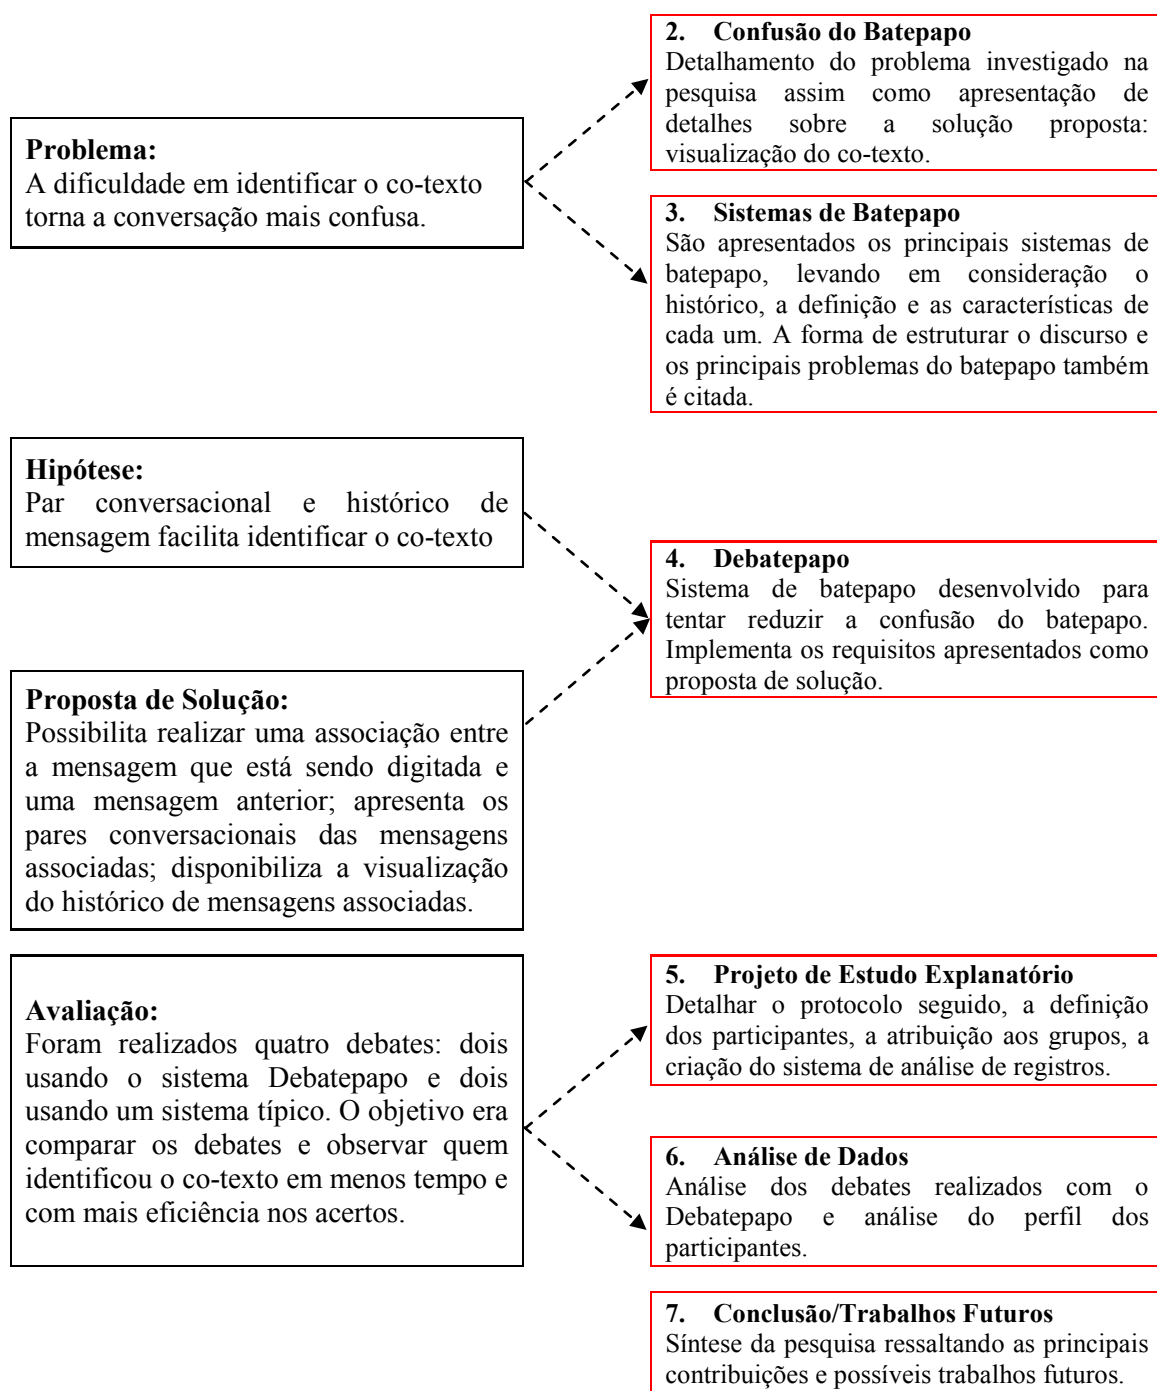 Problema:
A dificuldade em identificar o co-texto
torna a conversação mais confusa.
2. Confusão do Batepapo
Detalhamento do problema investigado na
pesquisa assim como apresentação de
detalhes sobre a solução proposta:
visualização do co-texto.
3. Sistemas de Batepapo
São apresentados os principais sistemas de
batepapo, levando em consideração o
histórico, a definição e as características de
cada um. A forma de estruturar o discurso e
os principais problemas do batepapo também
é citada.
Hipótese:
Par conversacional e histórico de
mensagem facilita identificar o co-texto
Proposta de Solução:
Possibilita realizar uma associação entre
a mensagem que está sendo digitada e
uma mensagem anterior; apresenta os
pares conversacionais das mensagens
associadas; disponibiliza a visualização
do histórico de mensagens associadas.
4. Debatepapo
Sistema de batepapo desenvolvido para
tentar reduzir a confusão do batepapo.
Implementa os requisitos apresentados como
proposta de solução.
Avaliação:
Foram realizados quatro debates: dois
usando o sistema Debatepapo e dois
usando um sistema típico. O objetivo era
comparar os debates e observar quem
identificou o co-texto em menos tempo e
com mais eficiência nos acertos.
5. Projeto de Estudo Explanatório
Detalhar o protocolo seguido, a definição
dos participantes, a atribuição aos grupos, a
criação do sistema de análise de registros.
6. Análise de Dados
Análise dos debates realizados com o
Debatepapo e análise do perfil dos
participantes.
7. Conclusão/Trabalhos Futuros
Síntese da pesquisa ressaltando as principais
contribuições e possíveis trabalhos futuros.